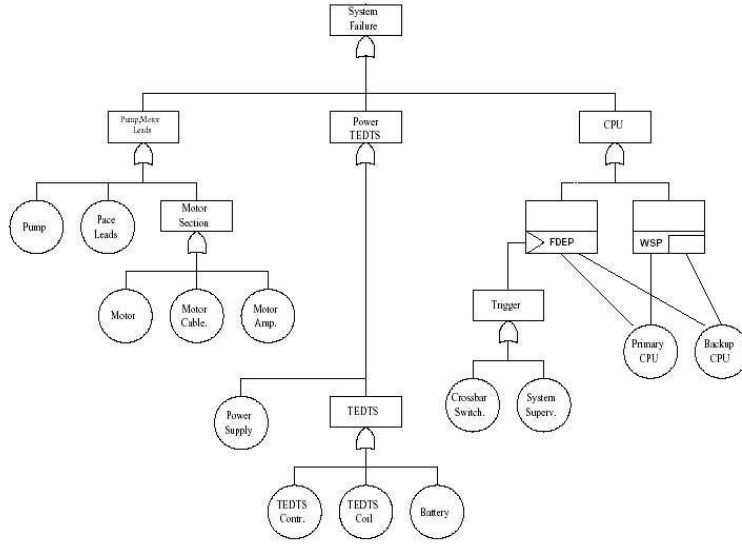 System
Failure
Pump,Motor
Leads
Power
TEDTS
CPU
Pump
Pace
Leads
Motor
Section
FDEP
WSP
Motor
Motor
Cable.
Motor
Amp.
Trigger
Primary
CPU
Backup
CPU
Power
Supply
TEDTS
Crossbar
Switch.
System
Superv.
TEDTS
Contr.
TEDTS
Coil
Battery